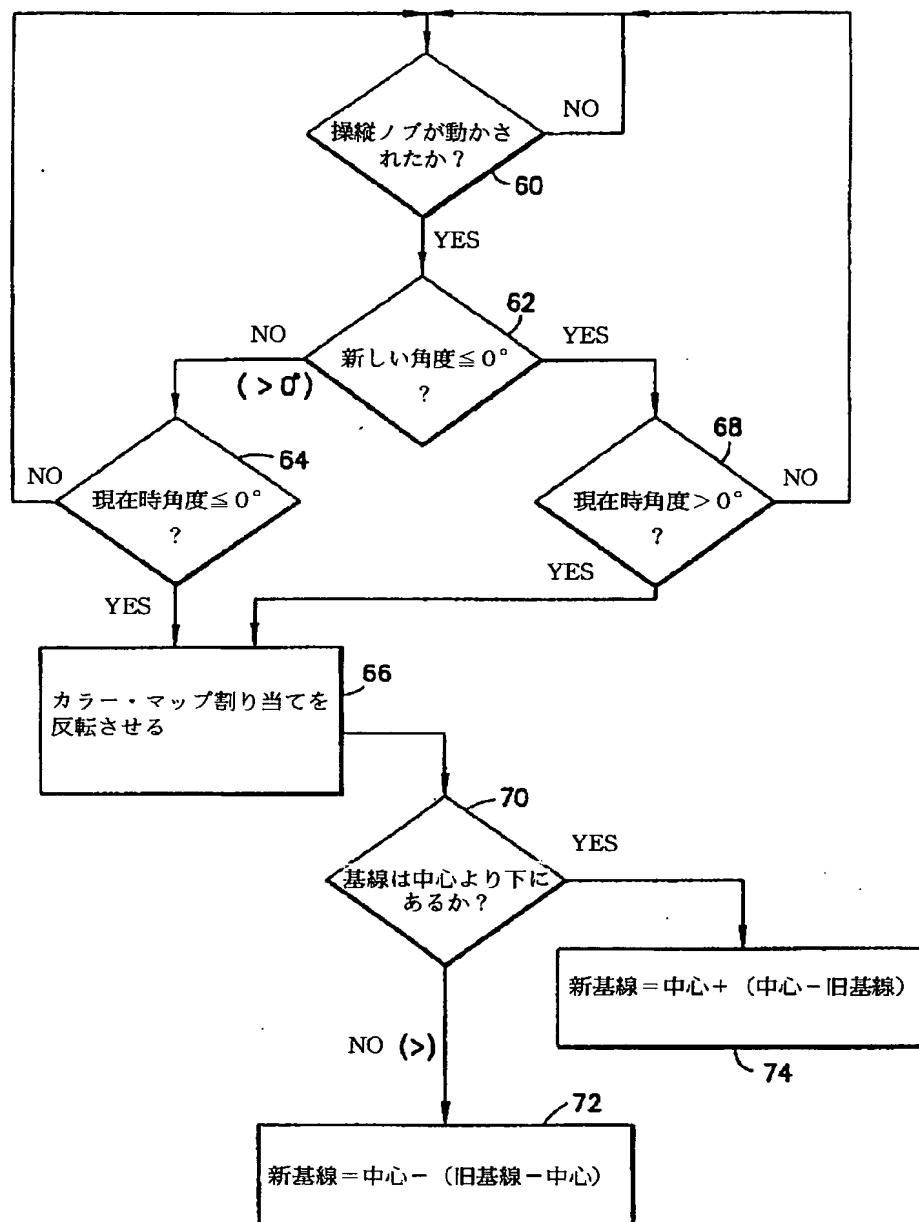 NO
操縦ノブが動かさ
れたか？
60
YES
62
NO
YES
新しい角度≦0°
？
(>0°)
64
68
NO
現在時角度≦0°
？
現在時角度>0°
？
NO
YES
YES
66
カラー・マップ割り当てを
反転させる
70
YES
基線は中心より下に
あるか？
新基線＝中心＋（中心－旧基線）
74
NO (>)
72
新基線＝中心－（旧基線－中心）